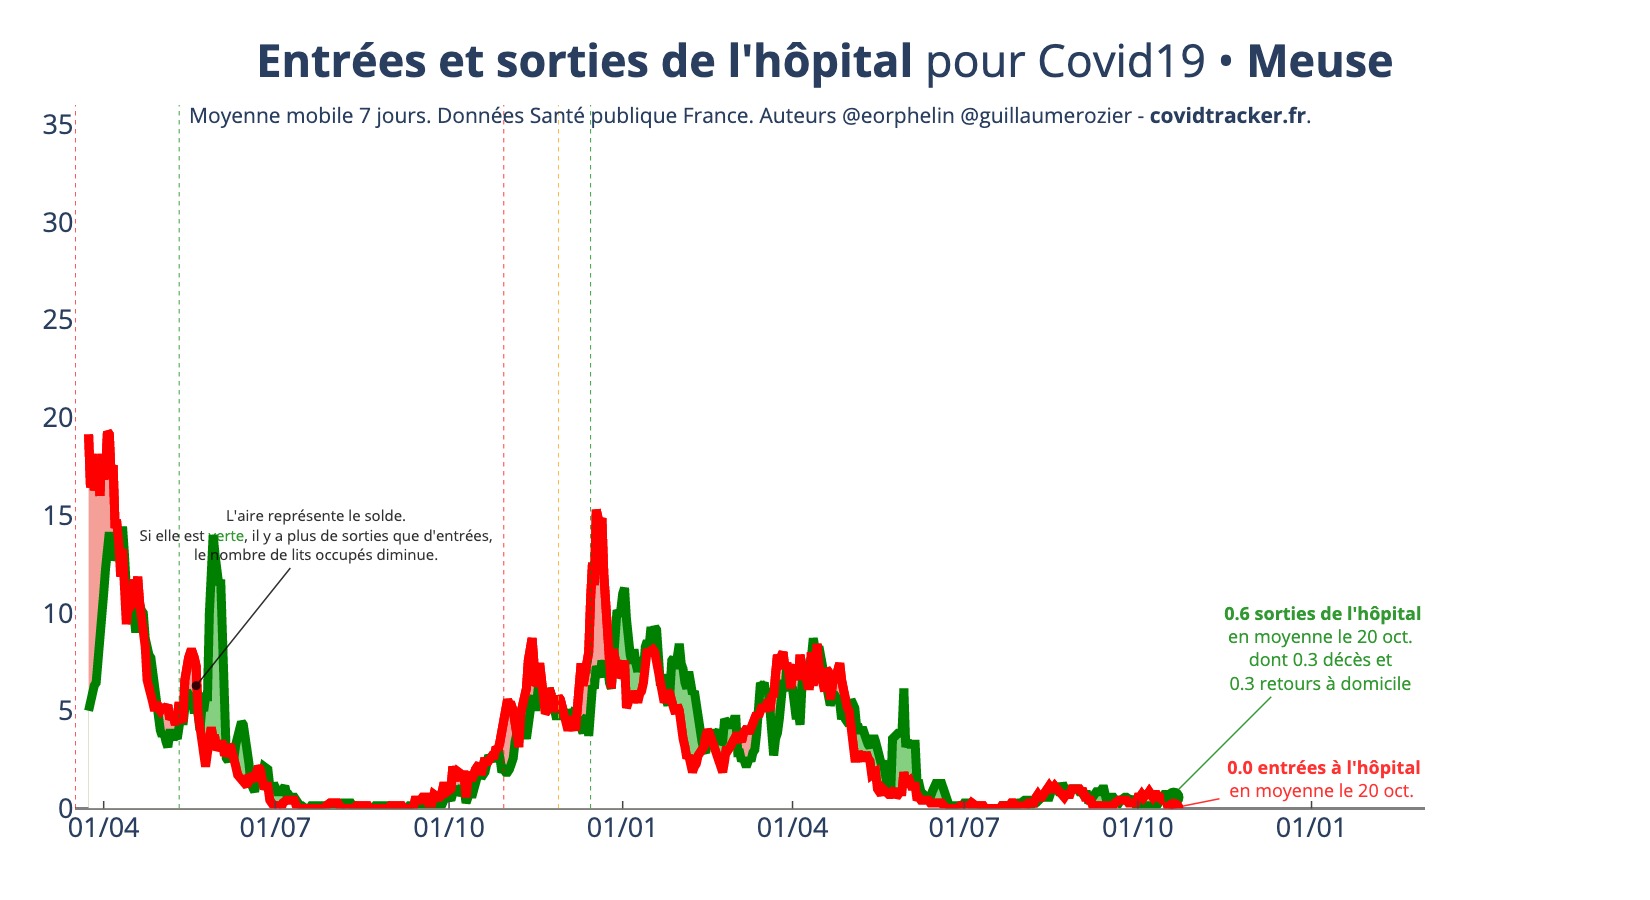 Entrées et sorties de l'hôpital pour Covid19 • Meuse
Moyenne mobile 7 jours. Données Santé publique France. Auteurs @eorphelin @guillaumerozier - covidtracker.fr.
35
30
25
20
15
10
5
0
L'aire représente le solde.
Si elle est verte, il y a plus de sorties que d'entrées,
le nombre de lits occupés diminue.
0.6 sorties de l'hôpital
en moyenne le 20 oct.
dont 0.3 décès et
0.3 retours à domicile
0.0 entrées à l'hôpital
en moyenne le 20 oct.
01/04 01/07 01/10 01/01 01/04 01/07 01/10 01/01